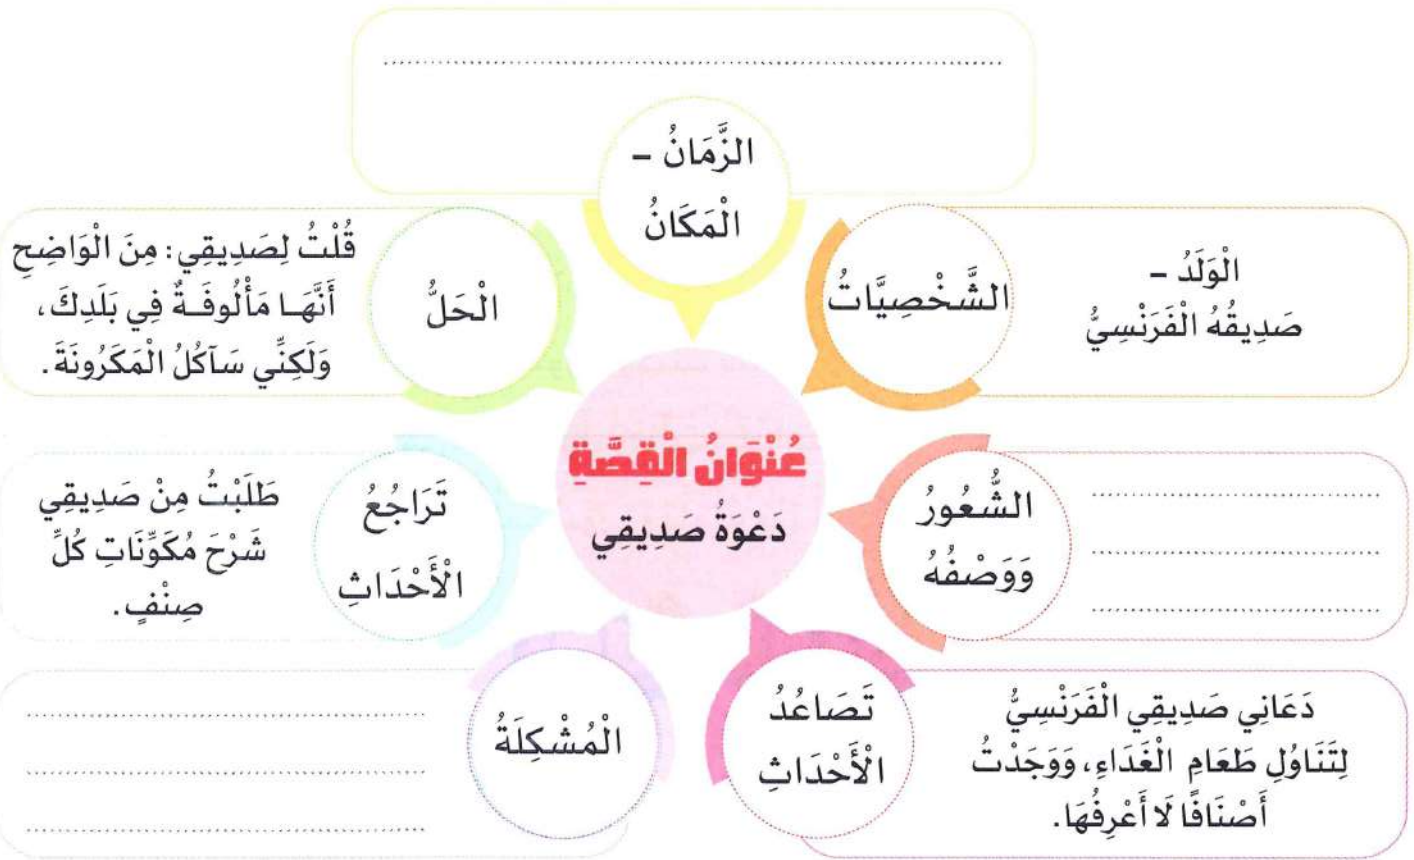 الزَّمَانُ –
الْمَكَانُ
الشَّخْصِيَّاتُ
الْوَلَدُ –
صَدِيقُهُ الْفَرَنْسِيُّ
الْحَلُّ
قُلْتُ لِصَدِيقِي: مِنَ الْوَاضِحِ
أَنَّهَا مَأْلُوفَةٌ فِي بَلَدِكَ،
وَلَكِنِّي سَآكُلُ الْمَكَرُونَةَ.
عُنْوَانُ الْقِصَّةِ
دَعْوَةُ صَدِيقِي
الشُّعُورُ
وَوَصْفُهُ
تَرَاجُعُ
الْأَحْدَاثِ
طَلَبْتُ مِنْ صَدِيقِي
شَرْحَ مُكَوِّنَاتِ كُلِّ
صِنْفٍ.
تَصَاعُدُ
الْأَحْدَاثِ
دَعَانِي صَدِيقِي الْفَرَنْسِيُّ
لِتَنَاوُلِ طَعَامِ الْغَدَاءِ، وَوَجَدْتُ
أَصْنَافًا لَا أَعْرِفُهَا.
الْمُشْكِلَةُ